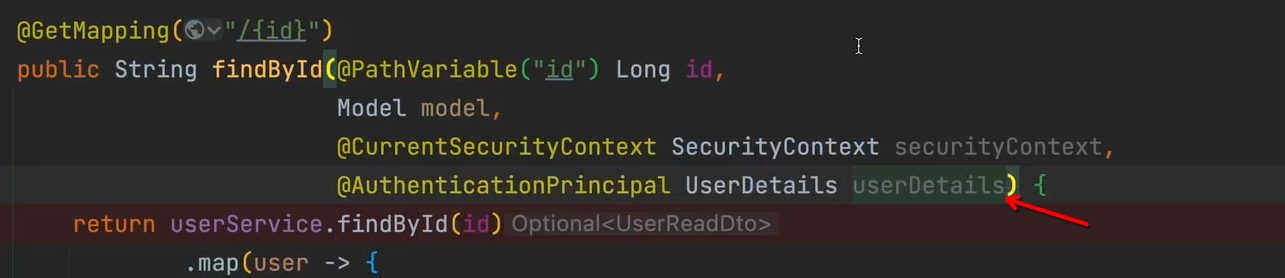 @GetMapping("/{id}")
public String findById(@PathVariable("id") Long id,
Model model,
@CurrentSecurityContext SecurityContext securityContext,
@AuthenticationPrincipal UserDetails userDetails) {
return userService.findById(id) Optional<UserReadDto>
.map(user -> {